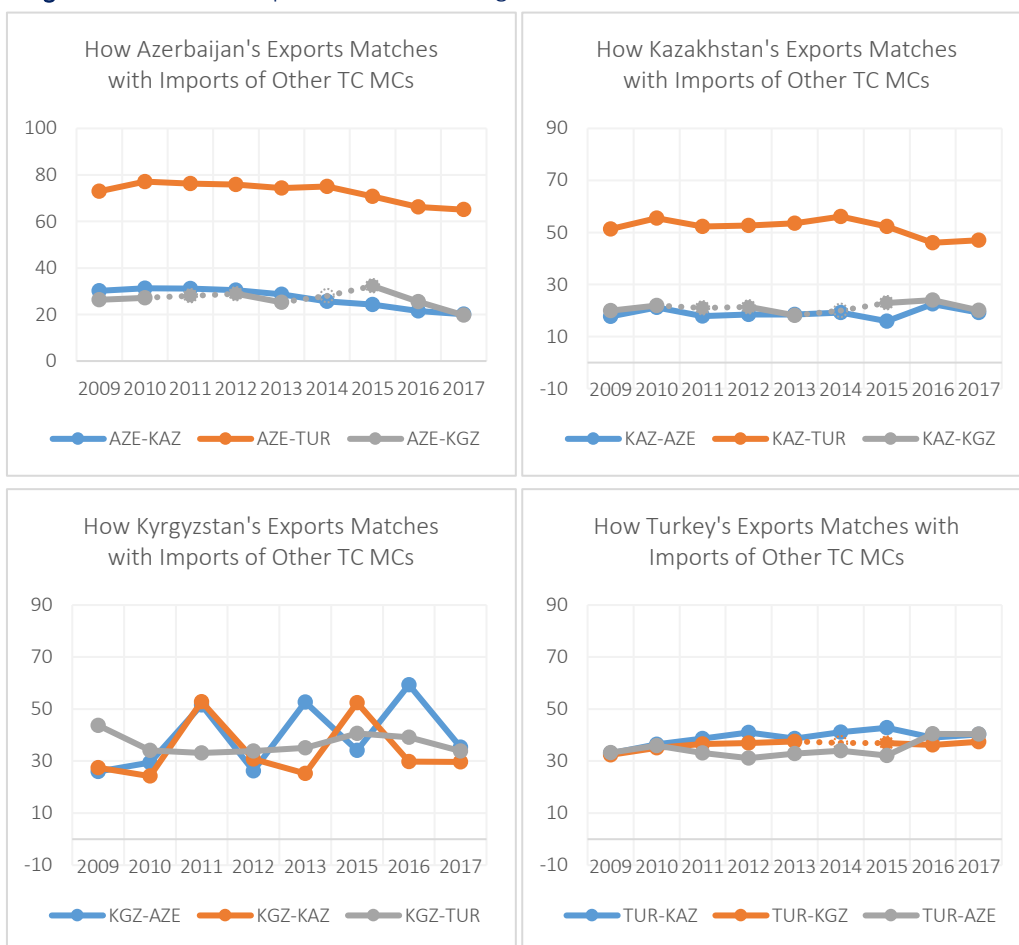 How Azerbaijan's Exports Matches
with Imports of Other TC MCs
100
80
60
40
20
0
2009 2010 2011 2012 2013 2014 2015 2016 2017
AZE-KAZ AZE-TUR AZE-KGZ
How Kazakhstan's Exports Matches
with Imports of Other TC MCs
90
70
50
30
10
-10
2009 2010 2011 2012 2013 2014 2015 2016 2017
KAZ-AZE KAZ-TUR KAZ-KGZ
How Kyrgyzstan's Exports Matches
with Imports of Other TC MCs
90
70
50
30
10
-10
2009 2010 2011 2012 2013 2014 2015 2016 2017
KGZ-AZE KGZ-KAZ KGZ-TUR
How Turkey's Exports Matches with
Imports of Other TC MCs
90
70
50
30
10
-10
2009 2010 2011 2012 2013 2014 2015 2016 2017
TUR-KAZ TUR-KGZ TUR-AZE